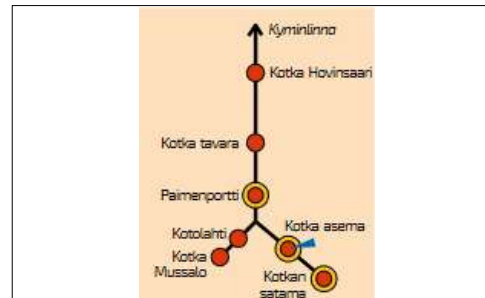 Kyminlinna
Kotka Hovinsaari
Kotka tavara
Paimenportti
Kotolahti
Kotka asema
Kotka
Mussalo
Kotkan
satama